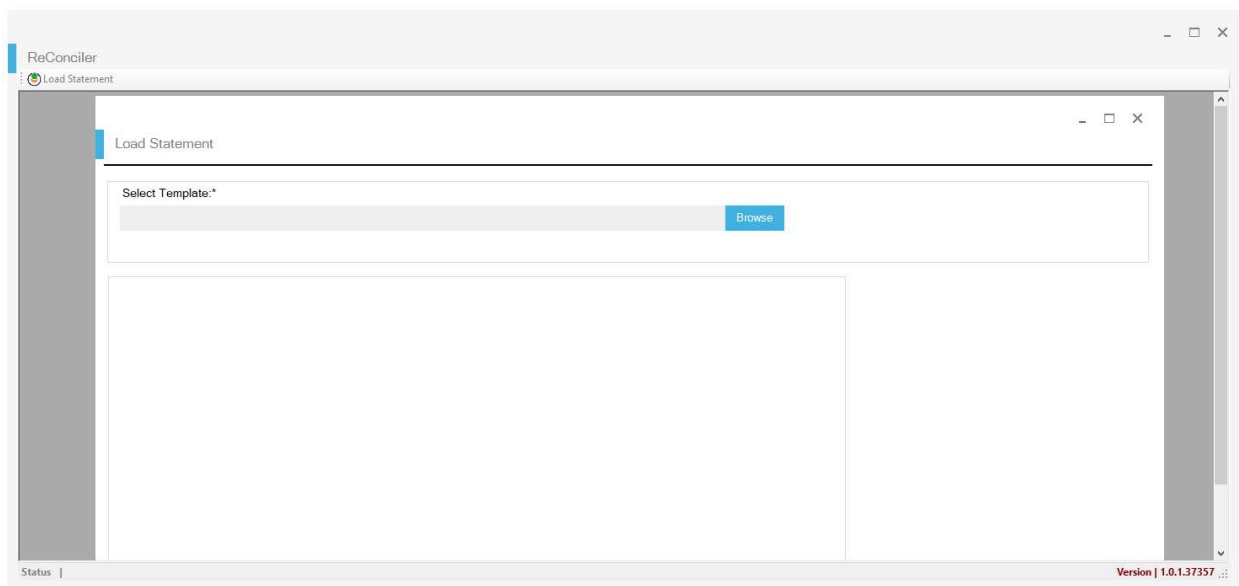 ReConciler
Load Statement
Load Statement
Select Template:*
Browse
Status |
Version | 1.0.1.37357